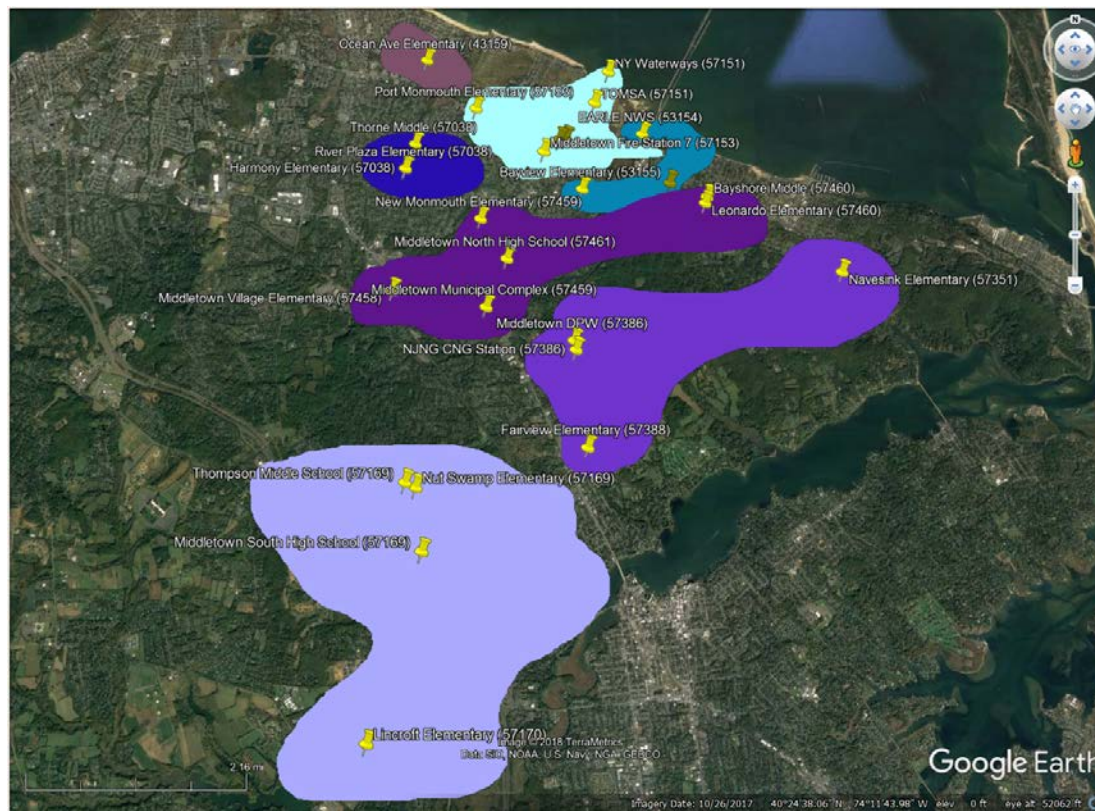 Ocean Ave Elementary (43159)
NY Waterways (57151)
Port Monmouth Elementary (57153)
TOMSA (57151)
EARLE NWS (53154)
Thorne Middle (57038)
Middletown Fire Station 7 (57153)
River Plaza Elementary (57038)
Harmony Elementary (57038)
Bayview Elementary (53155)
Bayshore Middle (57460)
New Monmouth Elementary (57459)
Leonardo Elementary (57460)
Middletown North High School (57461)
Navesink Elementary (57351)
Middletown Municipal Complex (57459)
Middletown Village Elementary (57458)
Middletown DPW (57386)
NJNG CNG Station (57386)
Fairview Elementary (57388)
Thompson Middle School (57169)
Nut Swamp Elementary (57169)
Middletown South High School (57169)
Lincroft Elementary (57170)
Image © 2018 TerraMetrics
Data SIO, NOAA, U.S. Navy, NGA, GEBCO
2.16 mi
Google Earth
Imagery Date: 10/26/2017 40°24'38.06" N 74°11'43.98" W elev 0 ft eye alt 52062 ft
N